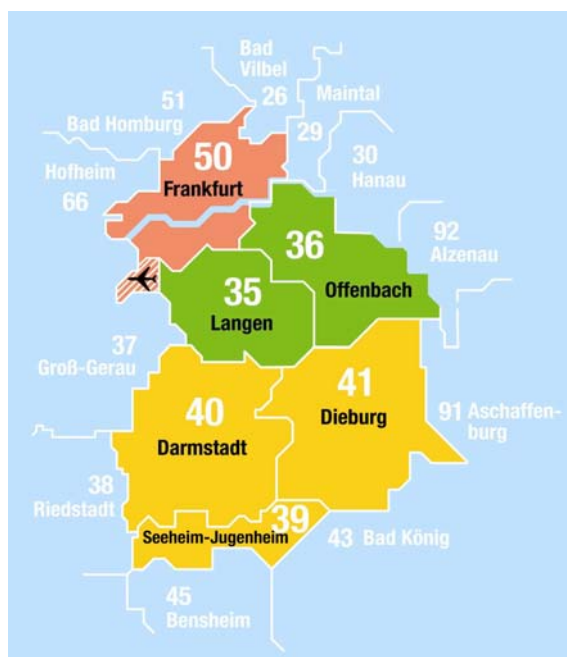 Bad
Vilbel
26
51
Bad Homburg
Maintal
29
50
Frankfurt
30
Hanau
Hofheim
66
36
Offenbach
92
Alzenau
35
Langen
37
Groß-Gerau
41
Dieburg
40
Darmstadt
91 Aschaffen-
burg
38
Riedstadt
39
Seeheim-Jugenheim
43 Bad König
45
Bensheim